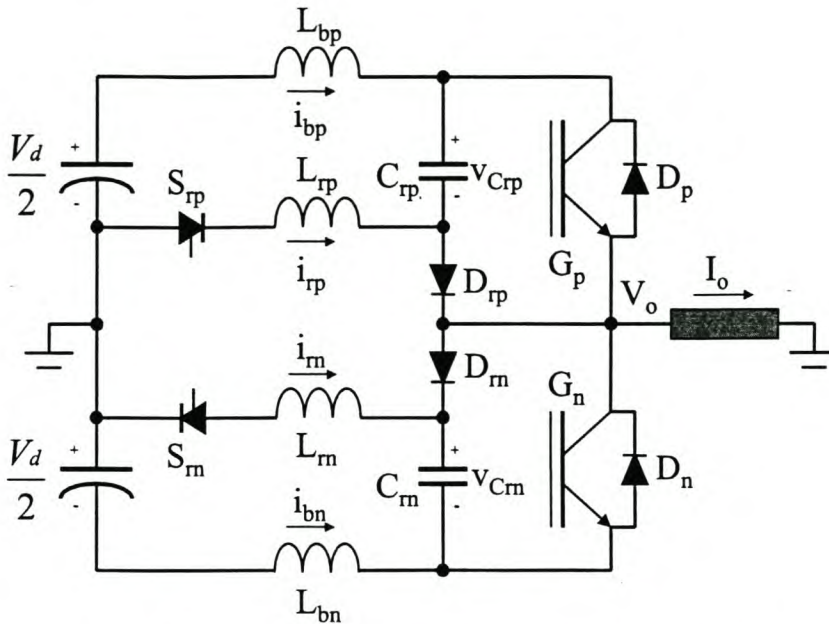 L_bp
i_bp
V_d/2
+
-
S_rp
L_rp
i_rp
C_rp
+
v_Crp
-
D_rp
G_p
D_p
V_o
I_o
i_rn
S_rn
L_rn
D_rn
G_n
D_n
V_d/2
+
-
C_rn
+
v_Crn
-
i_bn
L_bn